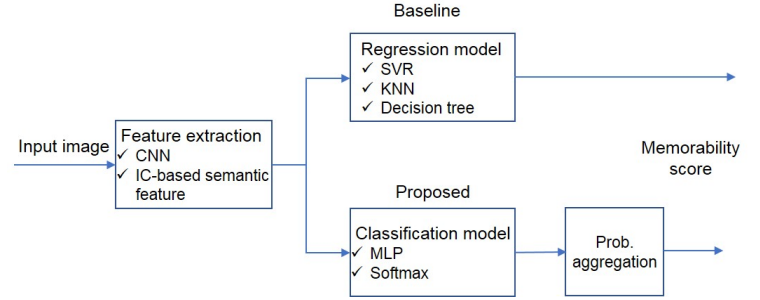 Baseline
Regression model
✓ SVR
✓ KNN
✓ Decision tree
Input image
Feature extraction
✓ CNN
✓ IC-based semantic
feature
Memorability
score
Proposed
Classification model
✓ MLP
✓ Softmax
Prob.
aggregation